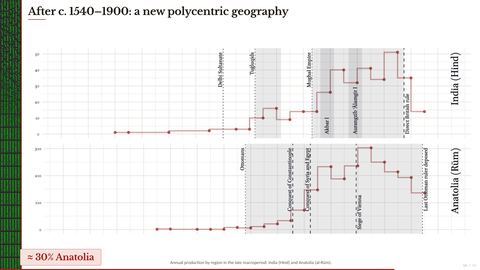 After c. 1540–1900: a new polycentric geography
Delhi Sultanate
Tughluqids
Mughal Empire
Akbar I
Aurangzeb 'Alamgir I
Direct British rule
India (Hind)
Ottomans
Conquest of Constantinople
Conquest of Syria and Egypt
Siege of Vienna
Last Ottoman ruler deposed
Anatolia (Rūm)
≈ 30% Anatolia
Annual production by region in the late macroperiod: India (Hind) and Anatolia (al-Rūm).